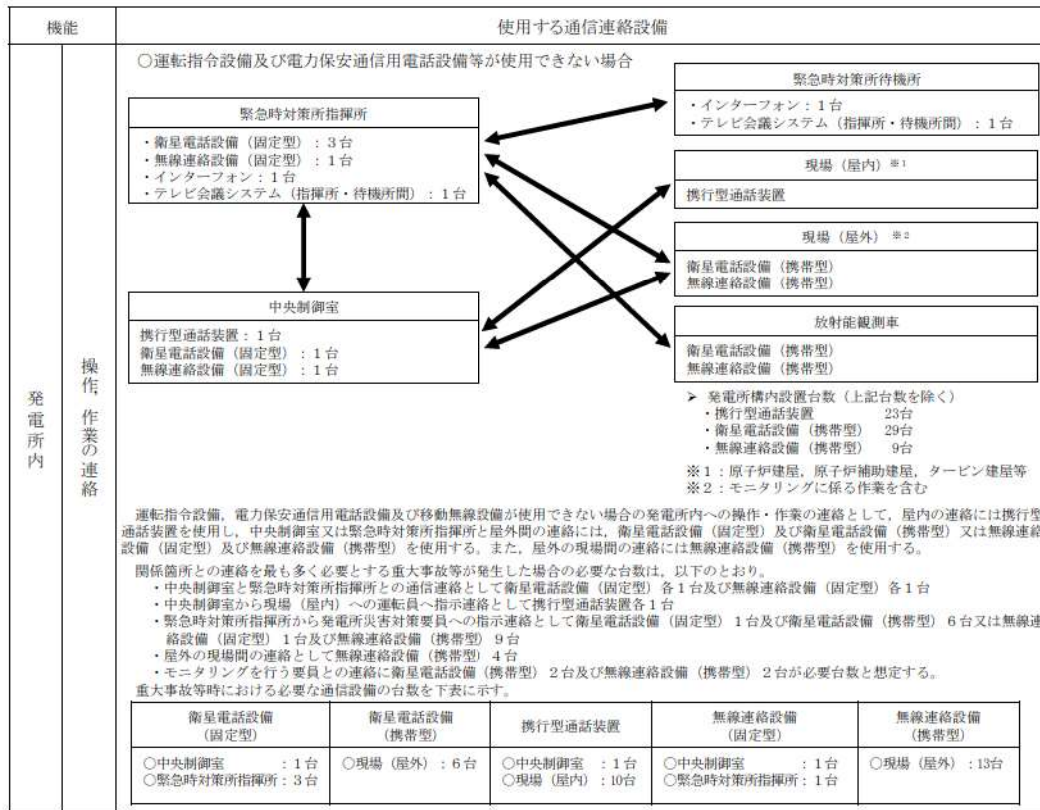 機能
使用する通信連絡設備
発電所内
操作，作業の連絡
○運転指令設備及び電力保安通信用電話設備等が使用できない場合
緊急時対策所指揮所
・衛星電話設備（固定型）：３台
・無線連絡設備（固定型）：１台
・インターフォン：１台
・テレビ会議システム（指揮所・待機所間）：１台
緊急時対策所待機所
・インターフォン：１台
・テレビ会議システム（指揮所・待機所間）：１台
現場（屋内）※1
携行型通話装置
現場（屋外）※2
衛星電話設備（携帯型）
無線連絡設備（携帯型）
中央制御室
携行型通話装置：１台
衛星電話設備（固定型）：１台
無線連絡設備（固定型）：１台
放射能観測車
衛星電話設備（携帯型）
無線連絡設備（携帯型）
➤ 発電所構内設置台数（上記台数を除く）
・携行型通話装置 23台
・衛星電話設備（携帯型） 29台
・無線連絡設備（携帯型） 9台
※１：原子炉建屋，原子炉補助建屋，タービン建屋等
※２：モニタリングに係る作業を含む
運転指令設備，電力保安通信用電話設備及び移動無線設備が使用できない場合の発電所内への操作・作業の連絡として，屋内の連絡には携行型
通話装置を使用し，中央制御室又は緊急時対策所指揮所と屋外間の連絡には，衛星電話設備（固定型）及び衛星電話設備（携帯型）又は無線連絡
設備（固定型）及び無線連絡設備（携帯型）を使用する。また，屋外の現場間の連絡には無線連絡設備（携帯型）を使用する。
関係箇所との連絡を最も多く必要とする重大事故等が発生した場合の必要な台数は，以下のとおり。
・中央制御室と緊急時対策所指揮所との通信連絡として衛星電話設備（固定型）各１台及び無線連絡設備（固定型）各１台
・中央制御室から現場（屋内）への運転員へ指示連絡として携行型通話装置各１台
・緊急時対策所指揮所から発電所災害対策要員への指示連絡として衛星電話設備（固定型）１台及び衛星電話設備（携帯型）６台又は無線連
絡設備（固定型）１台及び無線連絡設備（携帯型）９台
・屋外の現場間の連絡として無線連絡設備（携帯型）４台
・モニタリングを行う要員との連絡に衛星電話設備（携帯型）２台及び無線連絡設備（携帯型）２台が必要台数と想定する。
重大事故等時における必要な通信設備の台数を下表に示す。
衛星電話設備（固定型）
衛星電話設備（携帯型）
携行型通話装置
無線連絡設備（固定型）
無線連絡設備（携帯型）
○中央制御室 ：１台
○緊急時対策所指揮所：３台
○現場（屋外）：６台
○中央制御室 ：１台
○現場（屋内）：10台
○中央制御室 ：１台
○緊急時対策所指揮所：１台
○現場（屋外）：13台